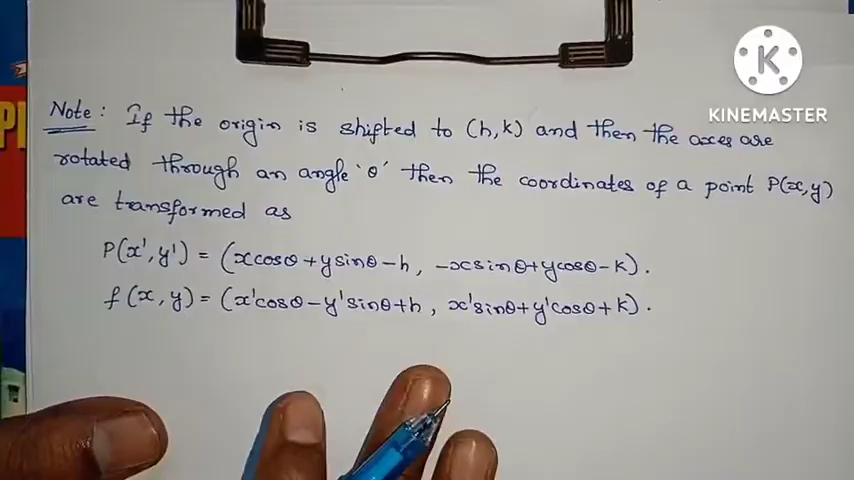 KINEMASTER
Note: If the origin is shifted to (h,k) and then the axes are
rotated through an angle 'θ' then the coordinates of a point P(x,y)
are transformed as
P(x',y') = (xcosθ+ysinθ-h, -xsinθ+ycosθ-k).
f(x,y) = (x'cosθ-y'sinθ+h, x'sinθ+y'cosθ+k).